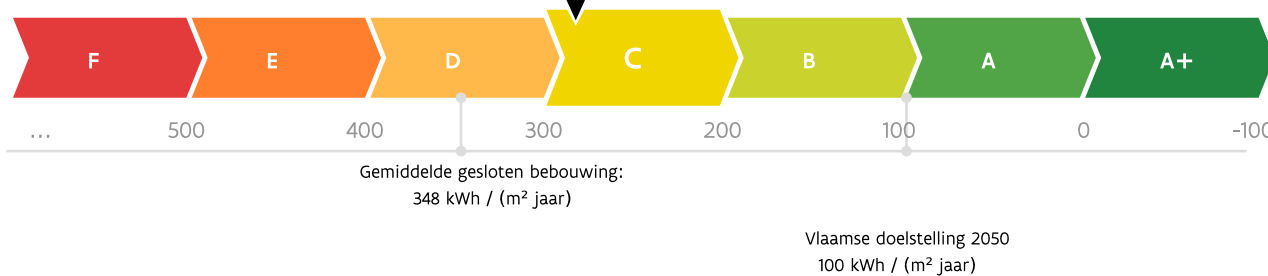 F E D C B A A+
... 500 400 300 200 100 0 -100
Gemiddelde gesloten bebouwing:
348 kWh / (m² jaar)
Vlaamse doelstelling 2050
100 kWh / (m² jaar)